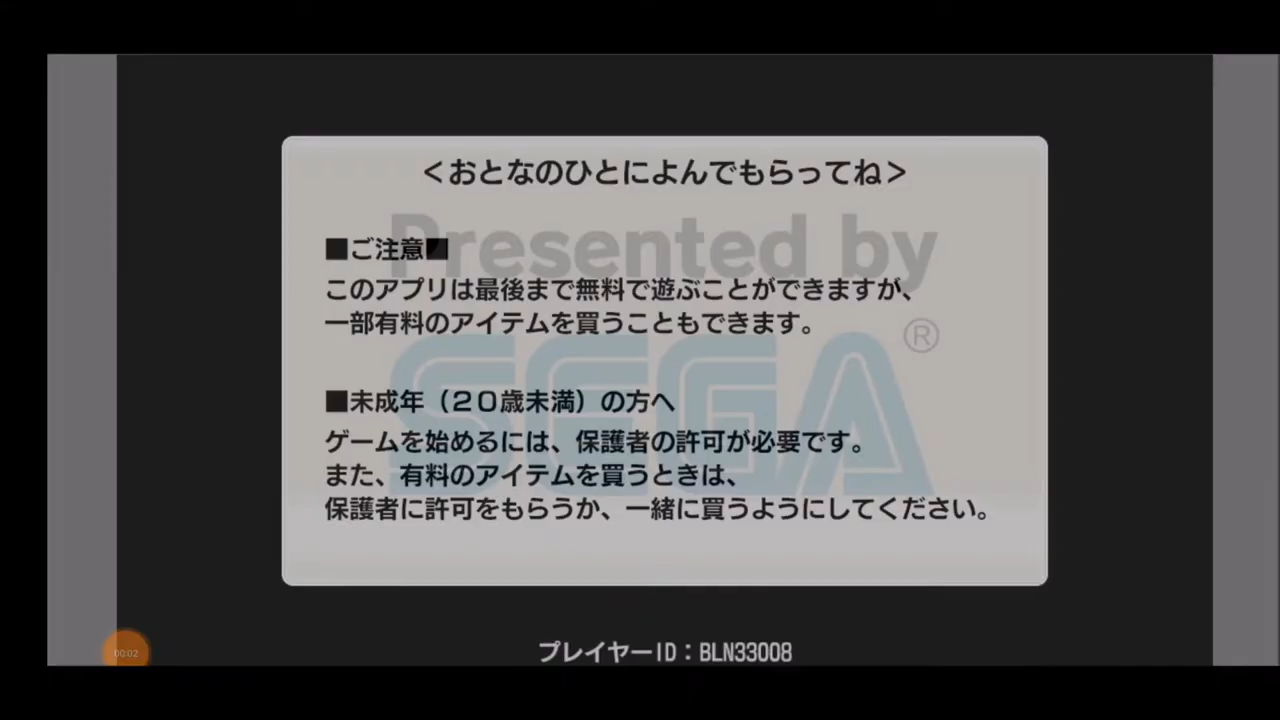 ＜おとなのひとによんでもらってね＞
Presented by
■ご注意■
このアプリは最後まで無料で遊ぶことができますが、
一部有料のアイテムを買うこともできます。
SEGA®
■未成年（２０歳未満）の方へ
ゲームを始めるには、保護者の許可が必要です。
また、有料のアイテムを買うときは、
保護者に許可をもらうか、一緒に買うようにしてください。
00:02
プレイヤーID：BLN33008